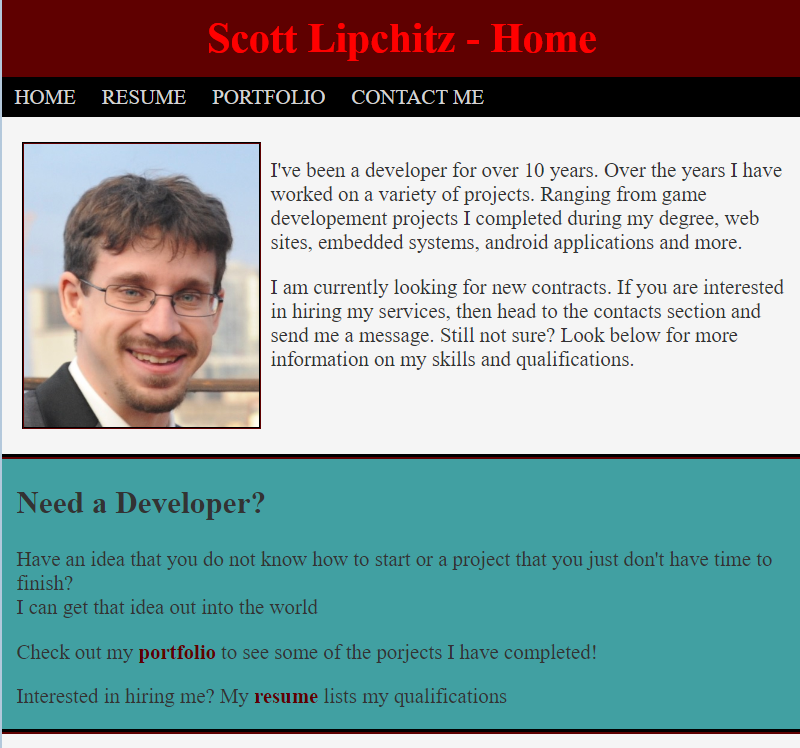 Scott Lipchitz - Home
HOME RESUME PORTFOLIO CONTACT ME
I've been a developer for over 10 years. Over the years I have
worked on a variety of projects. Ranging from game
developement projects I completed during my degree, web
sites, embedded systems, android applications and more.
I am currently looking for new contracts. If you are interested
in hiring my services, then head to the contacts section and
send me a message. Still not sure? Look below for more
information on my skills and qualifications.
Need a Developer?
Have an idea that you do not know how to start or a project that you just don't have time to
finish?
I can get that idea out into the world
Check out my portfolio to see some of the porjects I have completed!
Interested in hiring me? My resume lists my qualifications